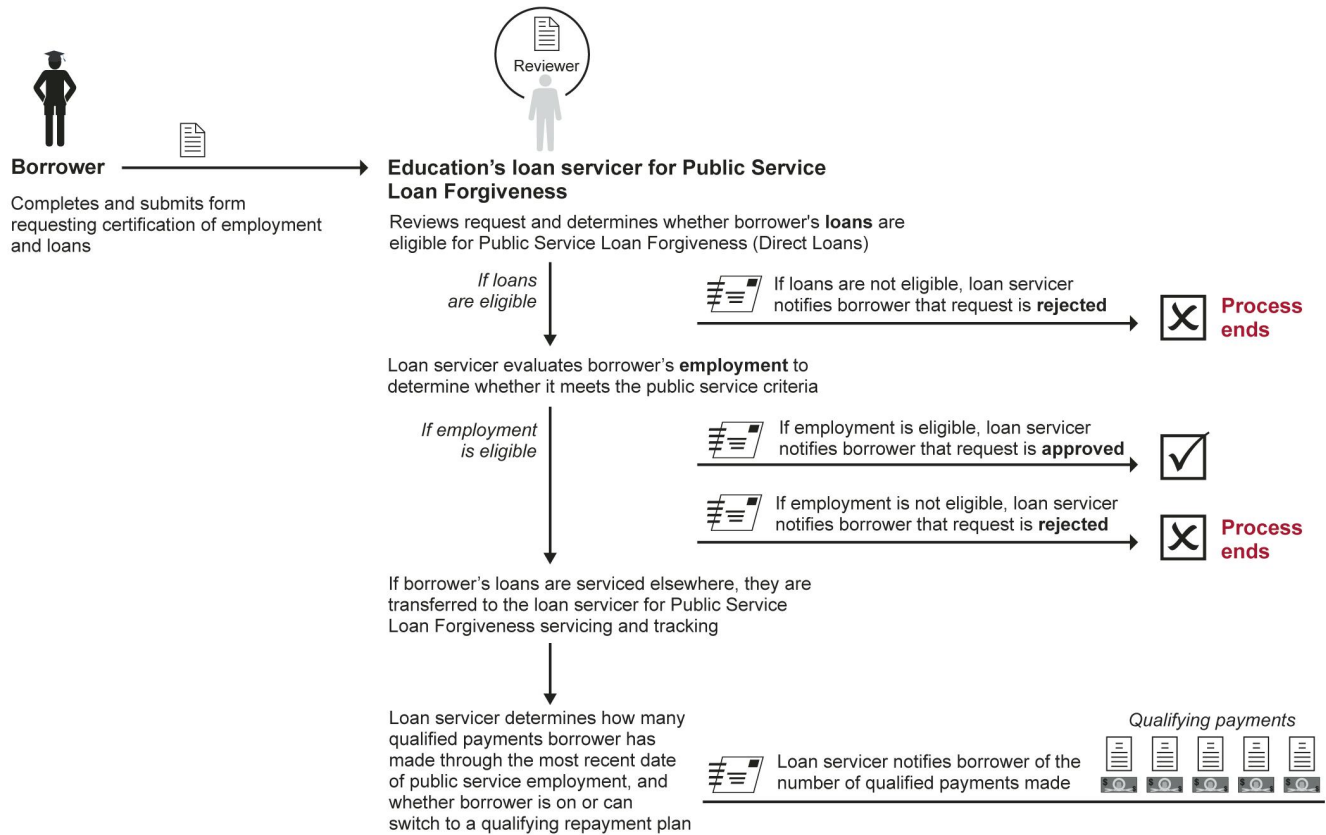 Reviewer
Borrower
Completes and submits form
requesting certification of employment
and loans
Education’s loan servicer for Public Service
Loan Forgiveness
Reviews request and determines whether borrower's loans are
eligible for Public Service Loan Forgiveness (Direct Loans)
If loans
are eligible
If loans are not eligible, loan servicer
notifies borrower that request is rejected
Process
ends
Loan servicer evaluates borrower’s employment to
determine whether it meets the public service criteria
If employment
is eligible
If employment is eligible, loan servicer
notifies borrower that request is approved
If employment is not eligible, loan servicer
notifies borrower that request is rejected
Process
ends
If borrower’s loans are serviced elsewhere, they are
transferred to the loan servicer for Public Service
Loan Forgiveness servicing and tracking
Loan servicer determines how many
qualified payments borrower has
made through the most recent date
of public service employment, and
whether borrower is on or can
switch to a qualifying repayment plan
Loan servicer notifies borrower of the
number of qualified payments made
Qualifying payments